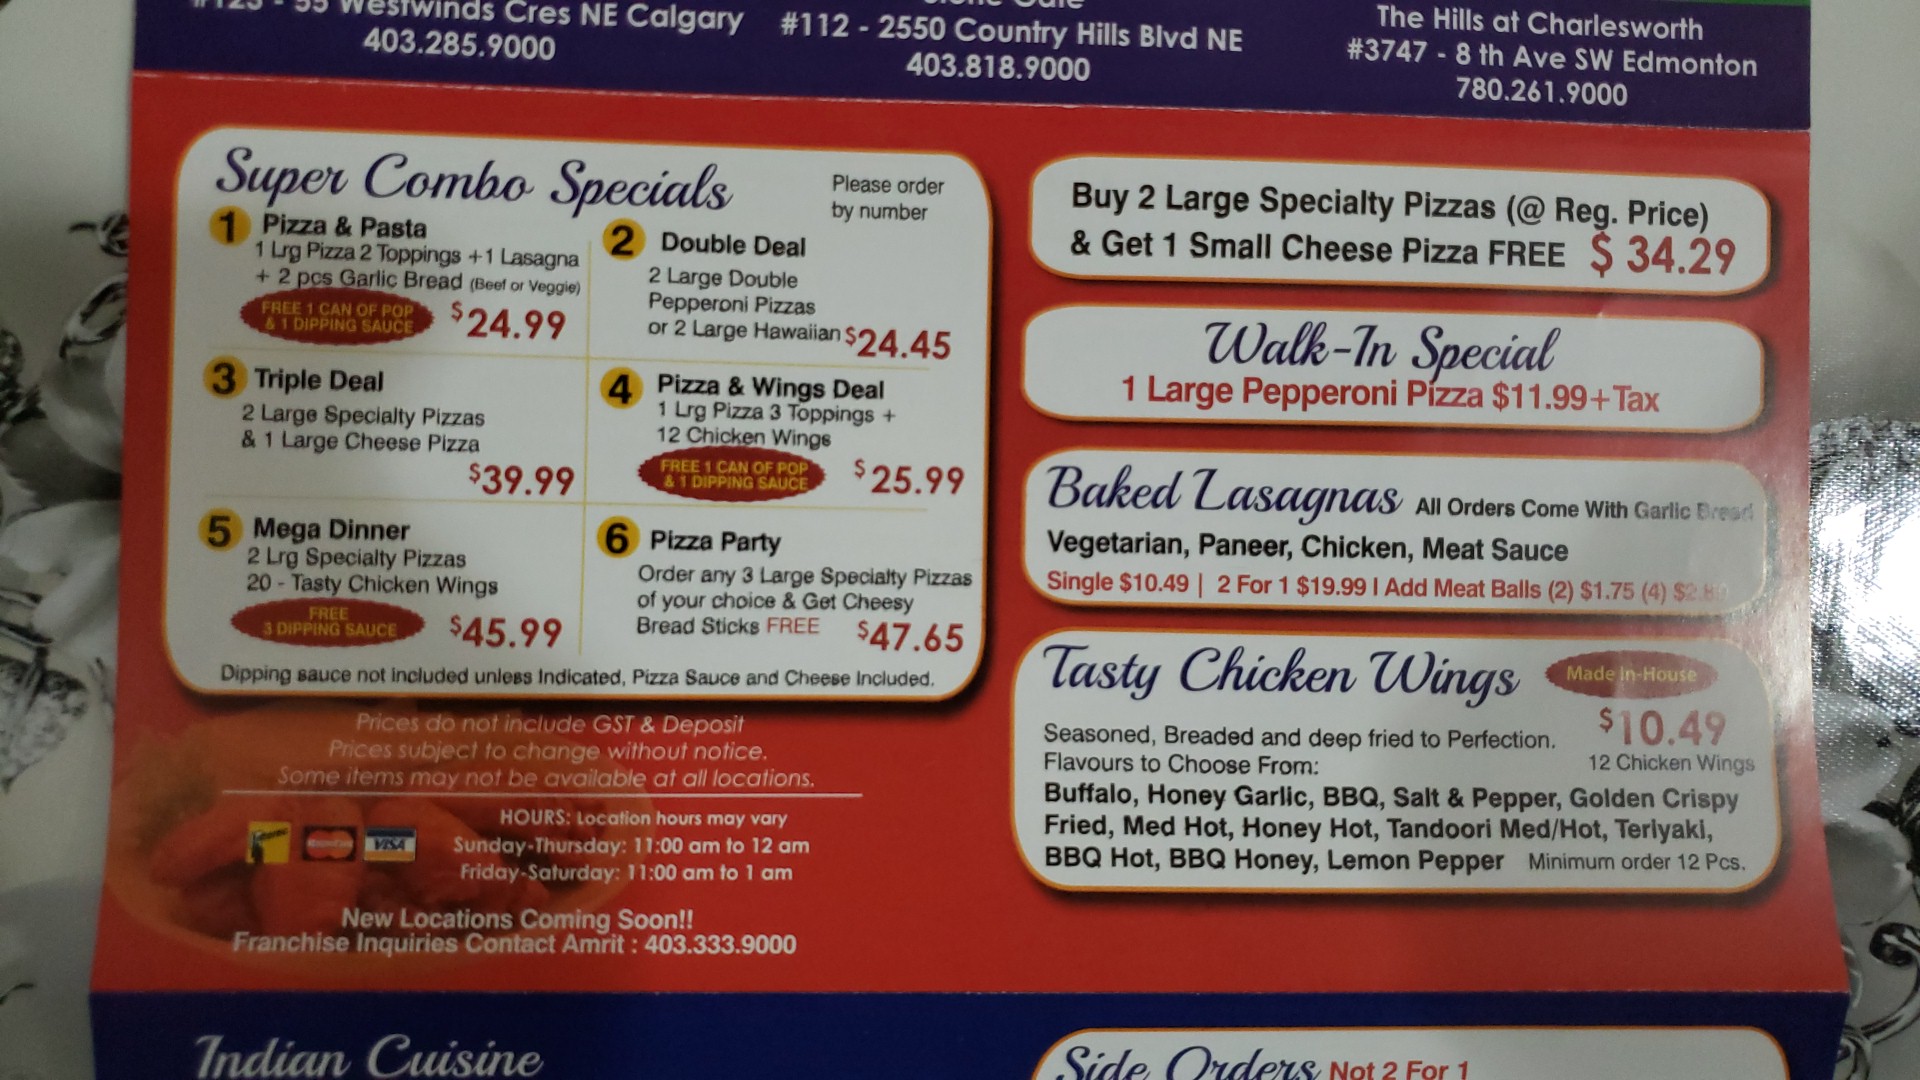 55 Westwinds Cres NE Calgary
403.285.9000
#112 - 2550 Country Hills Blvd NE
403.818.9000
The Hills at Charlesworth
#3747 - 8 th Ave SW Edmonton
780.261.9000
Super Combo Specials
Please order
by number
1 Pizza & Pasta
1 Lrg Pizza 2 Toppings +1 Lasagna
+ 2 pcs Garlic Bread (Beef or Veggie)
FREE 1 CAN OF POP
& 1 DIPPING SAUCE
$24.99
2 Double Deal
2 Large Double
Pepperoni Pizzas
or 2 Large Hawaiian $24.45
3 Triple Deal
2 Large Specialty Pizzas
& 1 Large Cheese Pizza
$39.99
4 Pizza & Wings Deal
1 Lrg Pizza 3 Toppings +
12 Chicken Wings
FREE 1 CAN OF POP
& 1 DIPPING SAUCE
$25.99
5 Mega Dinner
2 Lrg Specialty Pizzas
20 - Tasty Chicken Wings
FREE
3 DIPPING SAUCE
$45.99
6 Pizza Party
Order any 3 Large Specialty Pizzas
of your choice & Get Cheesy
Bread Sticks FREE $47.65
Dipping sauce not included unless Indicated, Pizza Sauce and Cheese Included.
Prices do not include GST & Deposit
Prices subject to change without notice.
Some items may not be available at all locations.
HOURS: Location hours may vary
Sunday-Thursday: 11:00 am to 12 am
Friday-Saturday: 11:00 am to 1 am
VISA
New Locations Coming Soon!!
Franchise Inquiries Contact Amrit : 403.333.9000
Buy 2 Large Specialty Pizzas (@ Reg. Price)
& Get 1 Small Cheese Pizza FREE $ 34.29
Walk-In Special
1 Large Pepperoni Pizza $11.99+Tax
Baked Lasagnas All Orders Come With Garlic Bread
Vegetarian, Paneer, Chicken, Meat Sauce
Single $10.49 | 2 For 1 $19.99 I Add Meat Balls (2) $1.75 (4)
Tasty Chicken Wings
Made In-House
$10.49
Seasoned, Breaded and deep fried to Perfection.
12 Chicken Wings
Flavours to Choose From:
Buffalo, Honey Garlic, BBQ, Salt & Pepper, Golden Crispy
Fried, Med Hot, Honey Hot, Tandoori Med/Hot, Teriyaki,
BBQ Hot, BBQ Honey, Lemon Pepper Minimum order 12 Pcs.
Indian Cuisine
Side Orders Not 2 For 1